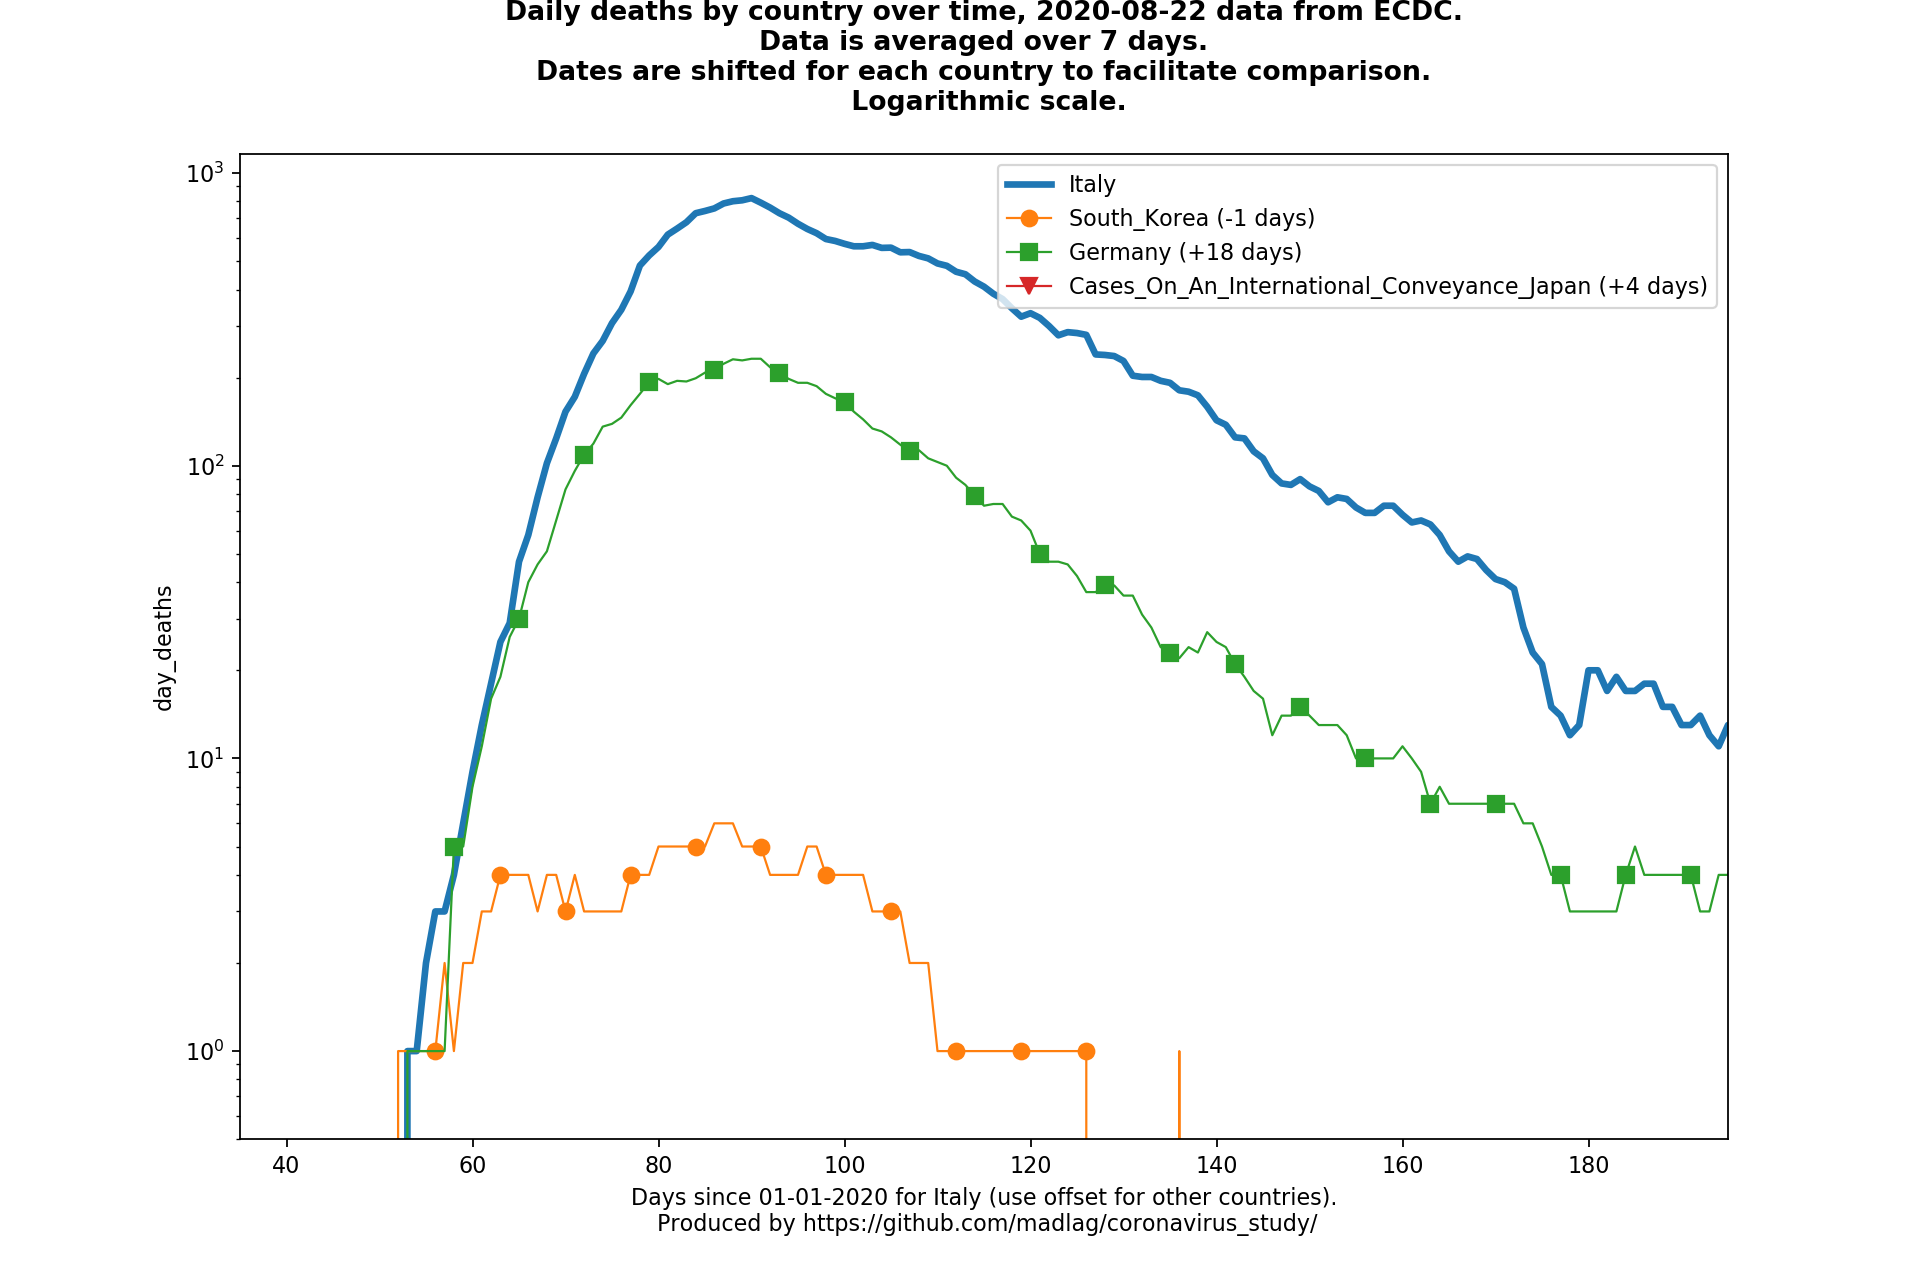 Daily deaths by country over time, 2020-08-22 data from ECDC.
Data is averaged over 7 days.
Dates are shifted for each country to facilitate comparison.
Logarithmic scale.
10³
10²
10¹
10⁰
day_deaths
Italy
South_Korea (-1 days)
Germany (+18 days)
Cases_On_An_International_Conveyance_Japan (+4 days)
40 60 80 100 120 140 160 180
Days since 01-01-2020 for Italy (use offset for other countries).
Produced by https://github.com/madlag/coronavirus_study/